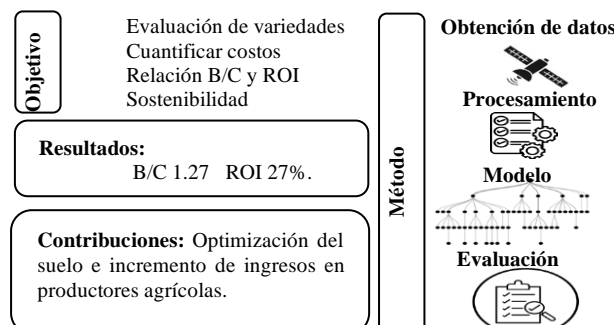 Objetivo
Evaluación de variedades
Cuantificar costos
Relación B/C y ROI
Sostenibilidad
Resultados:
B/C 1.27 ROI 27%.
Contribuciones: Optimización del
suelo e incremento de ingresos en
productores agrícolas.
Método
Obtención de datos
Procesamiento
Modelo
Evaluación